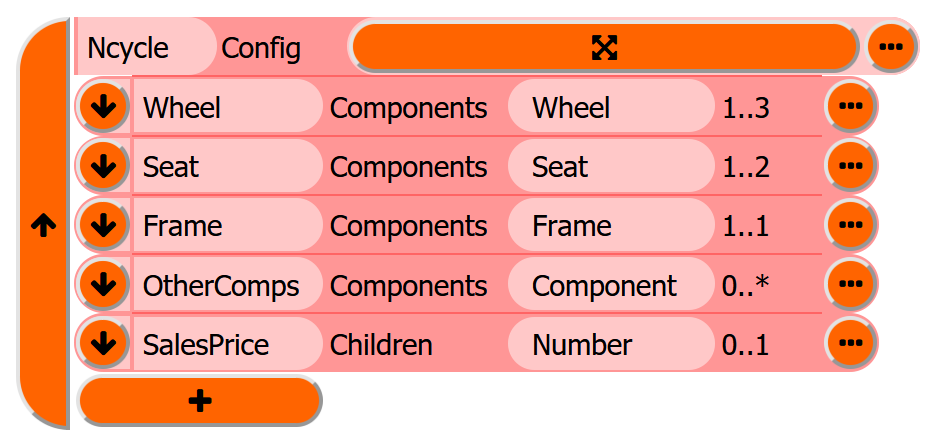 Ncycle Config
Wheel Components Wheel 1..3
Seat Components Seat 1..2
Frame Components Frame 1..1
OtherComps Components Component 0..*
SalesPrice Children Number 0..1